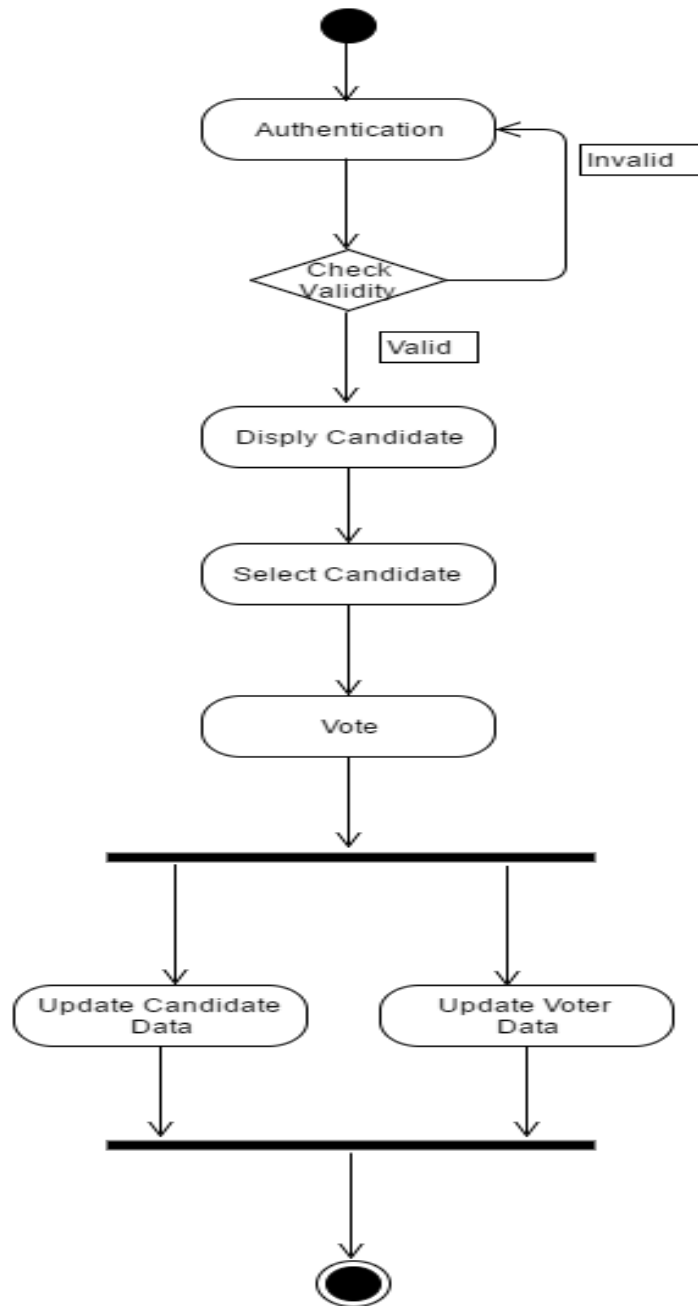 Authentication
Invalid
Check
Validity
Valid
Disply Candidate
Select Candidate
Vote
Update Candidate
Data
Update Voter
Data